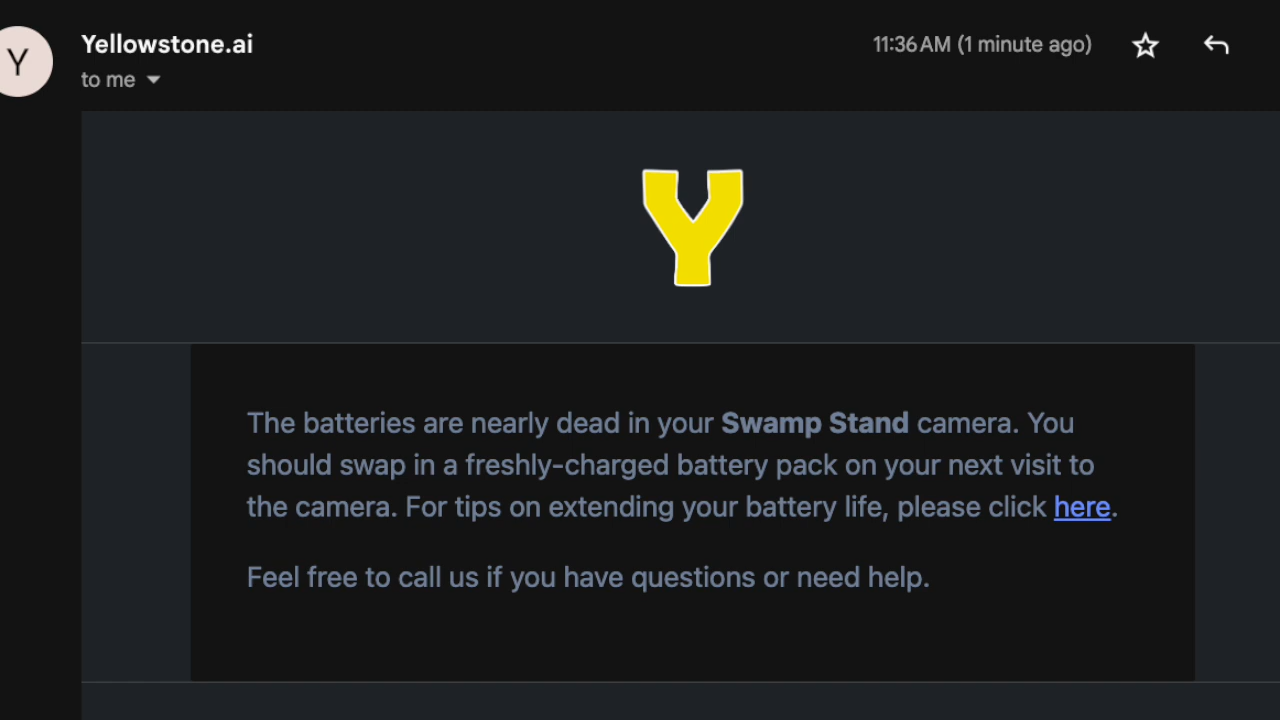 Y
Yellowstone.ai
11:36 AM (1 minute ago)
to me
Y
The batteries are nearly dead in your Swamp Stand camera. You
should swap in a freshly-charged battery pack on your next visit to
the camera. For tips on extending your battery life, please click here.
Feel free to call us if you have questions or need help.